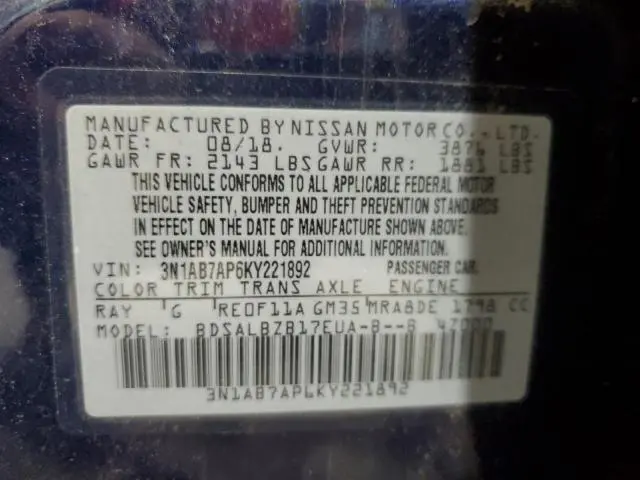 MANUFACTURED BY NISSAN MOTOR CO., LTD.
DATE: 08/18. GVWR: 3876 LBS
GAWR FR: 2143 LBS GAWR RR: 1881 LBS
THIS VEHICLE CONFORMS TO ALL APPLICABLE FEDERAL MOTOR
VEHICLE SAFETY, BUMPER AND THEFT PREVENTION STANDARDS
IN EFFECT ON THE DATE OF MANUFACTURE SHOWN ABOVE.
SEE OWNER'S MANUAL FOR ADDITIONAL INFORMATION.
VIN: 3N1AB7AP6KY221892 PASSENGER CAR.
COLOR TRIM TRANS AXLE ENGINE
RAY G RE0F11A GM35 MRA8DE 1798 CC
MODEL: BDSALBZB17EUA-B--B 47000
3N1AB7AP6KY221892